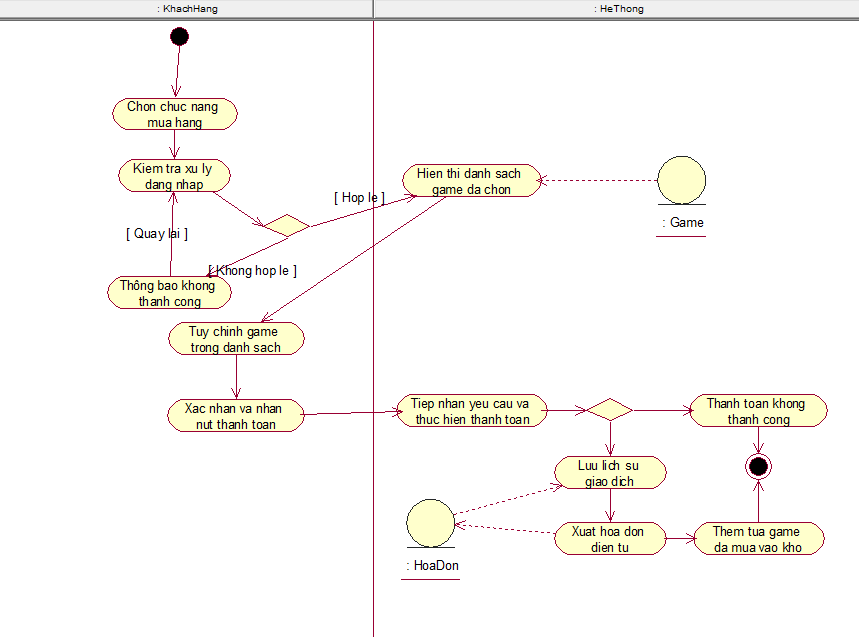 : KhachHang
: HeThong
Chon chuc nang
mua hang
Kiem tra xu ly
dang nhap
Hien thi danh sach
game da chon
[ Hop le ]
: Game
[ Quay lai ]
[ Khong hop le ]
Thông bao khong
thanh cong
Tuy chinh game
trong danh sach
Xac nhan va nhan
nut thanh toan
Tiep nhan yeu cau va
thuc hien thanh toan
Thanh toan khong
thanh cong
Luu lich su
giao dich
Xuat hoa don
dien tu
Them tua game
da mua vao kho
: HoaDon